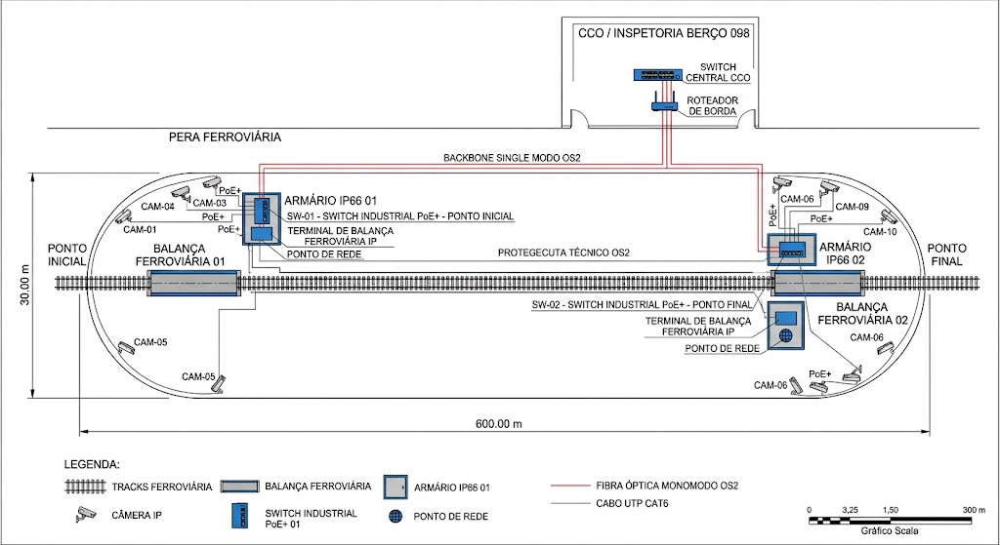 CCO / INSPETORIA BERÇO 098
SWITCH
CENTRAL CCO
ROTEADOR
DE BORDA
PERA FERROVIÁRIA
BACKBONE SINGLE MODO OS2
PoE+
CAM-04
CAM-03
PoE+
CAM-01
PoE+
ARMÁRIO IP66 01
SW-01 - SWITCH INDUSTRIAL PoE+ - PONTO INICIAL
TERMINAL DE BALANÇA
FERROVIÁRIA IP
PONTO DE REDE
PROTEGECUTA TÉCNICO OS2
PoE+
CAM-06
CAM-09
PoE+
CAM-10
ARMÁRIO
IP66 02
PONTO
INICIAL
BALANÇA
FERROVIÁRIA 01
PONTO
FINAL
30.00 m
SW-02 - SWITCH INDUSTRIAL PoE+ - PONTO FINAL
TERMINAL DE BALANÇA
FERROVIÁRIA IP
PONTO DE REDE
BALANÇA
FERROVIÁRIA 02
CAM-05
CAM-05
CAM-06
PoE+
CAM-06
600.00 m
LEGENDA:
TRACKS FERROVIÁRIA
BALANÇA FERROVIÁRIA
ARMÁRIO IP66 01
FIBRA ÓPTICA MONOMODO OS2
CÂMERA IP
SWITCH INDUSTRIAL
PoE+ 01
PONTO DE REDE
CABO UTP CAT6
0 3,25 1,50 300 m
Gráfico Scala